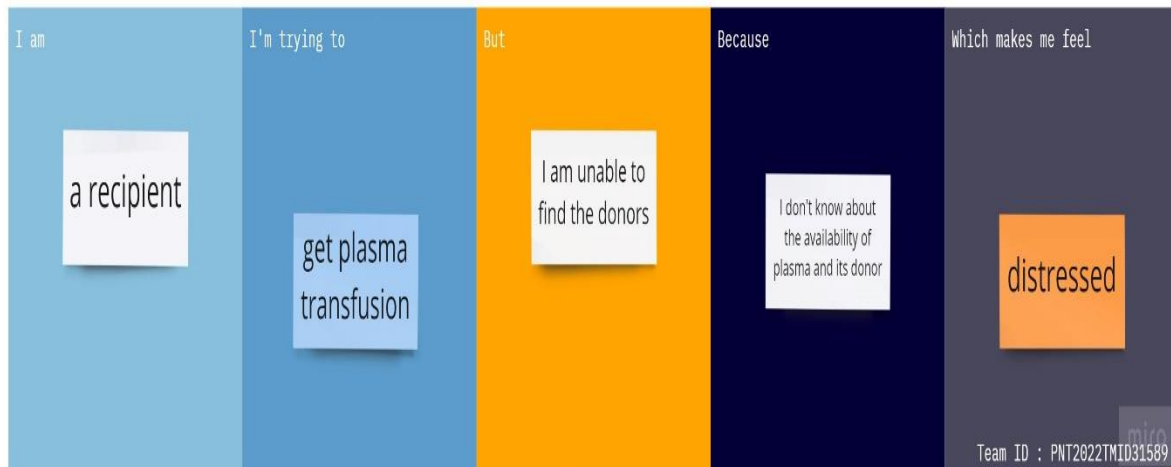 I am
a recipient
I'm trying to
get plasma
transfusion
But
I am unable to
find the donors
Because
I don't know about
the availability of
plasma and its donor
Which makes me feel
distressed
miro
Team ID : PNT2022TMID31589